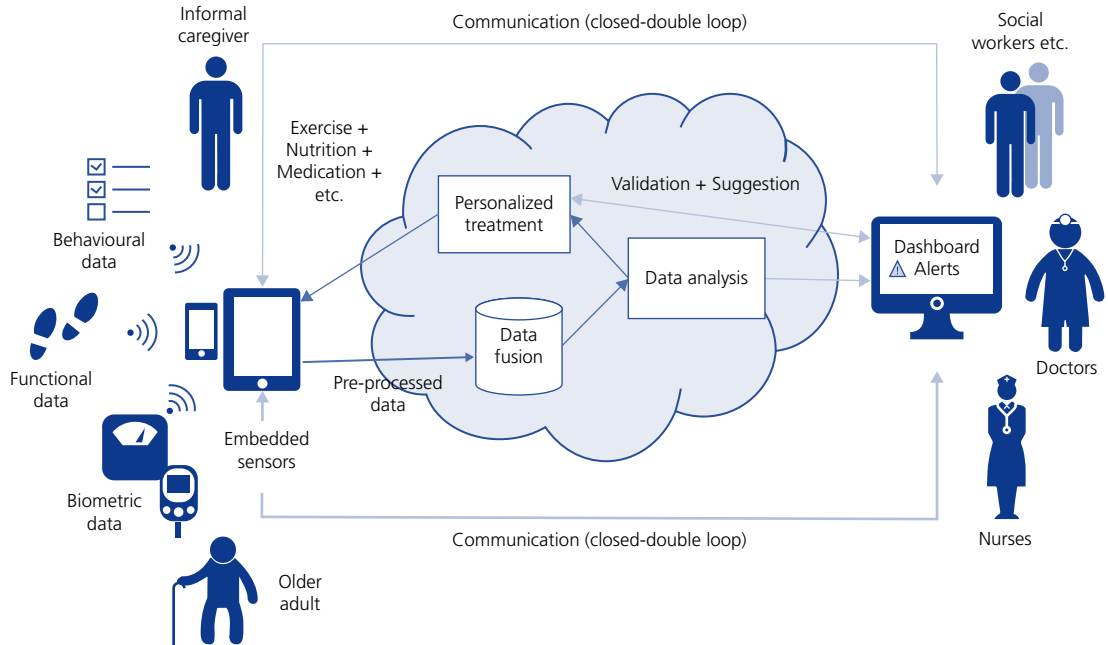 Informal
caregiver
Communication (closed-double loop)
Social
workers etc.
Exercise +
Nutrition +
Medication +
etc.
Behavioural
data
Personalized
treatment
Validation + Suggestion
Data analysis
Dashboard
Alerts
Data
fusion
Functional
data
Pre-processed
data
Doctors
Embedded
sensors
Biometric
data
Communication (closed-double loop)
Nurses
Older
adult